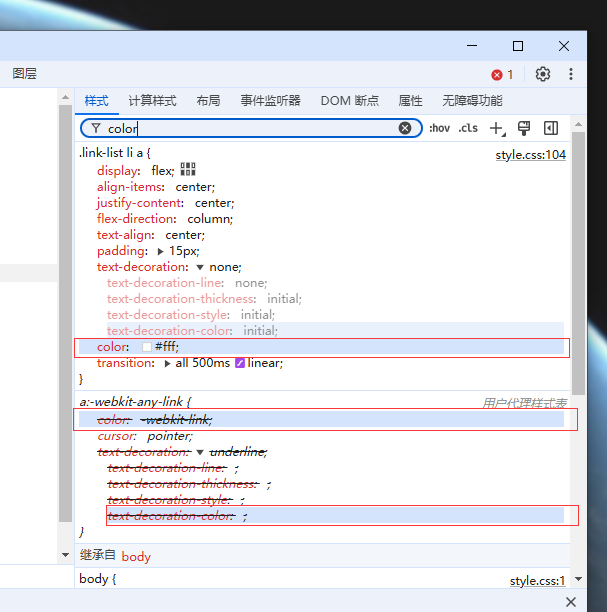 图层
1
样式 计算样式 布局 事件监听器 DOM 断点 属性 无障碍功能
color :hov .cls
.link-list li a { style.css:104
display: flex;
align-items: center;
justify-content: center;
flex-direction: column;
text-align: center;
padding: 15px;
text-decoration: none;
text-decoration-line: none;
text-decoration-thickness: initial;
text-decoration-style: initial;
text-decoration-color: initial;
color: #fff;
transition: all 500ms linear;
}
a:-webkit-any-link { 用户代理样式表
color: -webkit-link;
cursor: pointer;
text-decoration: underline;
text-decoration-line: ;
text-decoration-thickness: ;
text-decoration-style: ;
text-decoration-color: ;
}
继承自 body
body { style.css:1